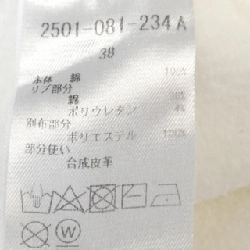 2501-081-234 A
38
本体 綿 100%
リブ部分
綿
ポリウレタン
別布部分
ポリエステル 100%
部分使い
合成皮革
W